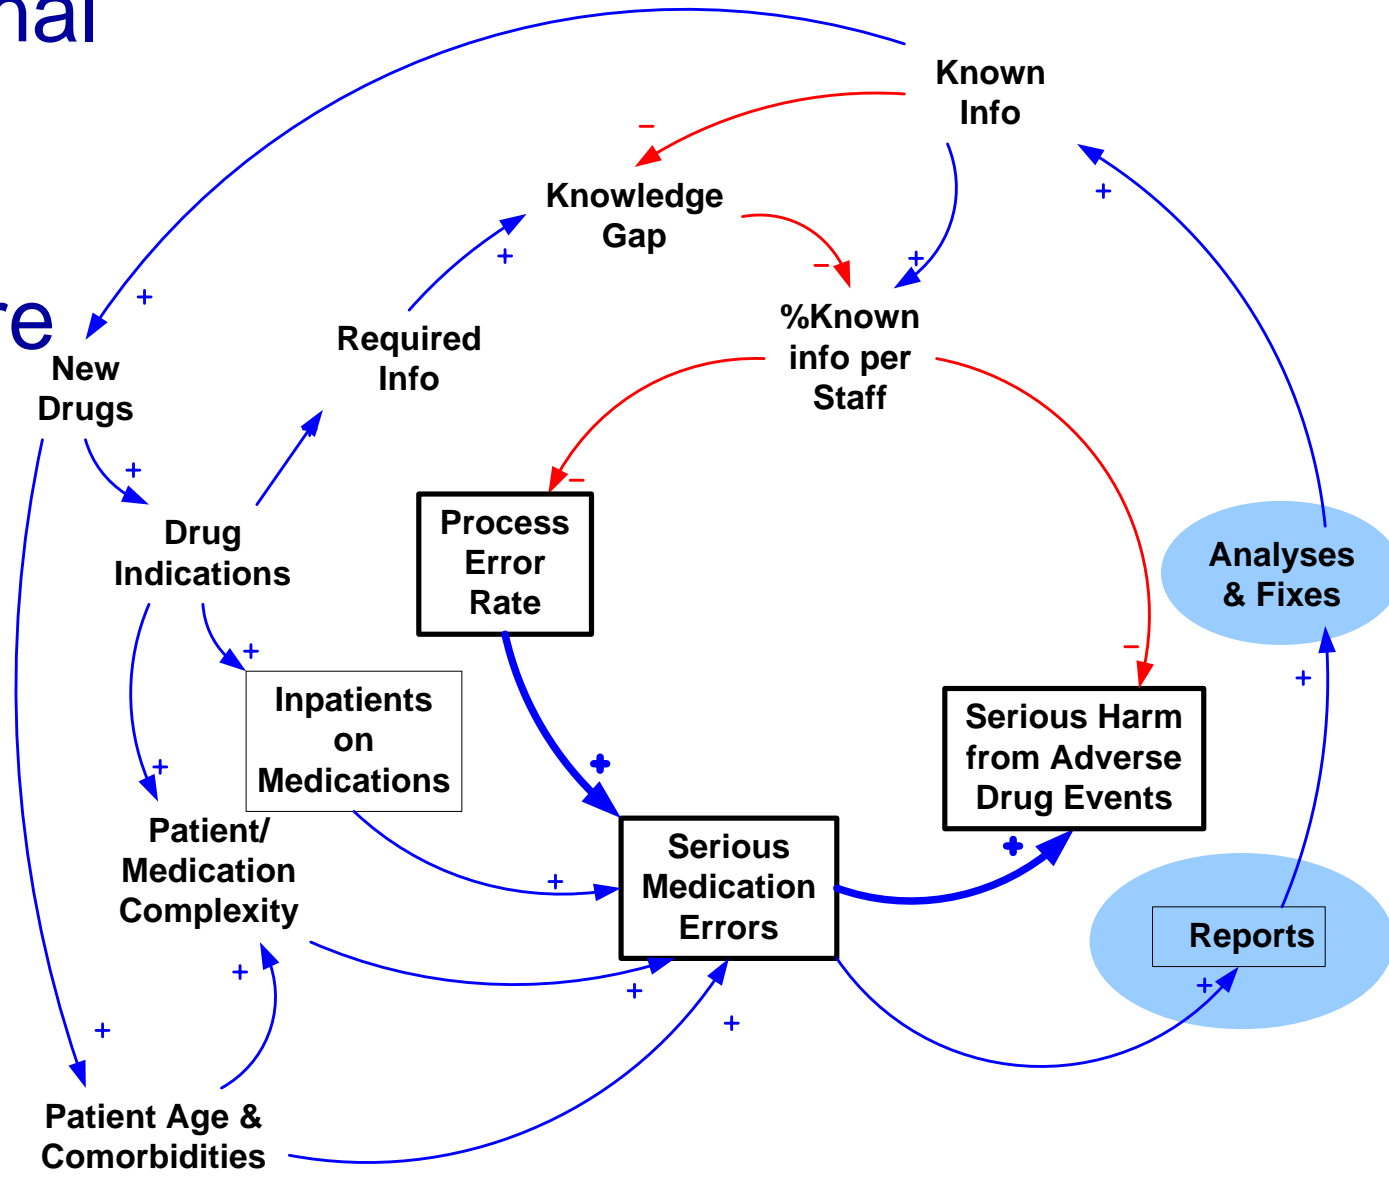 nal
Known
Info
Knowledge
Gap
re
%Known
info per
Staff
Required
Info
New
Drugs
Drug
Indications
Process
Error
Rate
Analyses
& Fixes
Inpatients
on
Medications
Serious Harm
from Adverse
Drug Events
Patient/
Medication
Complexity
Serious
Medication
Errors
Reports
Patient Age &
Comorbidities